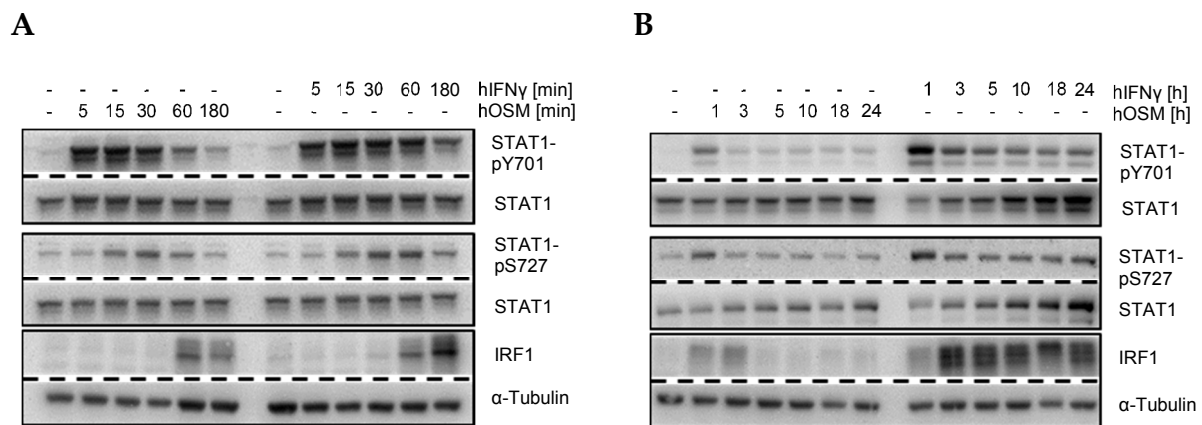 A
- - - - - - - 5 15 30 60 180 hIFNγ [min]
- 5 15 30 60 180 - - - - - - hOSM [min]
STAT1-
pY701
STAT1
STAT1-
pS727
STAT1
IRF1
α-Tubulin
B
- - - - - - - 1 3 5 10 18 24 hIFNγ [h]
- 1 3 5 10 18 24 - - - - - - hOSM [h]
STAT1-
pY701
STAT1
STAT1-
pS727
STAT1
IRF1
α-Tubulin